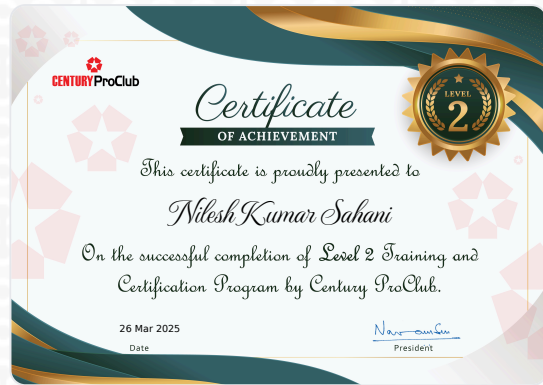 CENTURY ProClub
LEVEL
2
Certificate
OF ACHIEVEMENT
This certificate is proudly presented to
Nilesh Kumar Sahani
On the successful completion of Level 2 Training and
Certification Program by Century ProClub.
26 Mar 2025
Date
President